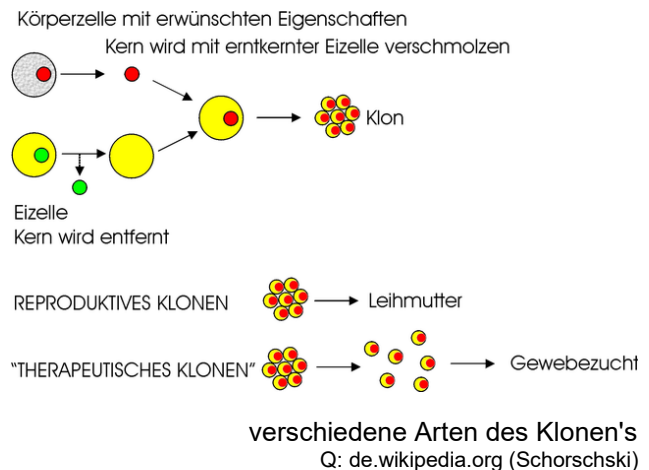 Körperzelle mit erwünschten Eigenschaften
Kern wird mit erntkernter Eizelle verschmolzen
Klon
Eizelle
Kern wird entfernt
REPRODUKTIVES KLONEN
Leihmutter
"THERAPEUTISCHES KLONEN"
Gewebezucht
verschiedene Arten des Klonen's
Q: de.wikipedia.org (Schorschski)